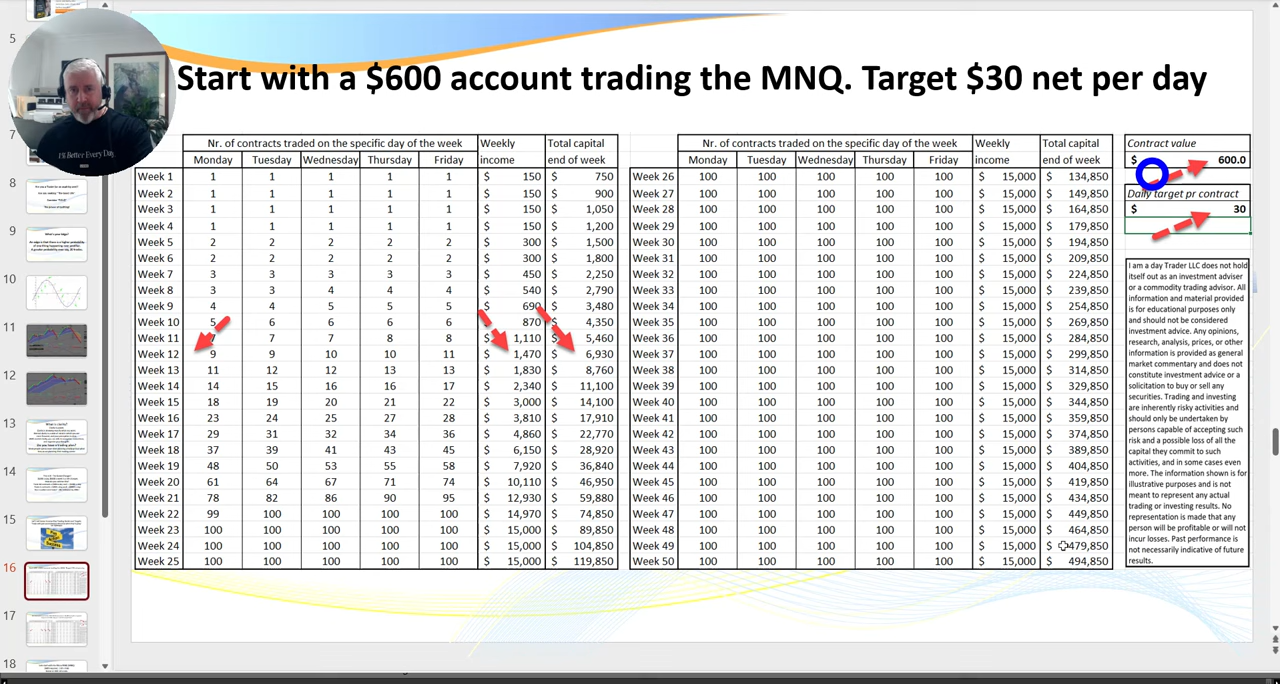 Start with a $600 account trading the MNQ. Target $30 net per day
I'll Better Every Day.
5
7
8
9
10
11
12
13
14
15
16
17
18
Nr. of contracts traded on the specific day of the week Weekly Total capital
Monday Tuesday Wednesday Thursday Friday income end of week
Week 1 1 1 1 1 1 $ 150 $ 750
Week 2 1 1 1 1 1 $ 150 $ 900
Week 3 1 1 1 1 1 $ 150 $ 1,050
Week 4 1 1 1 1 1 $ 150 $ 1,200
Week 5 2 2 2 2 2 $ 300 $ 1,500
Week 6 2 2 2 2 2 $ 300 $ 1,800
Week 7 3 3 3 3 3 $ 450 $ 2,250
Week 8 3 3 4 4 4 $ 540 $ 2,790
Week 9 4 4 5 5 5 $ 690 $ 3,480
Week 10 5 6 6 6 6 $ 870 $ 4,350
Week 11 7 7 7 8 8 $ 1,110 $ 5,460
Week 12 9 9 10 10 11 $ 1,470 $ 6,930
Week 13 11 12 12 13 13 $ 1,830 $ 8,760
Week 14 14 15 16 16 17 $ 2,340 $ 11,100
Week 15 18 19 20 21 22 $ 3,000 $ 14,100
Week 16 23 24 25 27 28 $ 3,810 $ 17,910
Week 17 29 31 32 34 36 $ 4,860 $ 22,770
Week 18 37 39 41 43 45 $ 6,150 $ 28,920
Week 19 48 50 53 55 58 $ 7,920 $ 36,840
Week 20 61 64 67 71 74 $ 10,110 $ 46,950
Week 21 78 82 86 90 95 $ 12,930 $ 59,880
Week 22 99 100 100 100 100 $ 14,970 $ 74,850
Week 23 100 100 100 100 100 $ 15,000 $ 89,850
Week 24 100 100 100 100 100 $ 15,000 $ 104,850
Week 25 100 100 100 100 100 $ 15,000 $ 119,850
Nr. of contracts traded on the specific day of the week Weekly Total capital
Monday Tuesday Wednesday Thursday Friday income end of week
Week 26 100 100 100 100 100 $ 15,000 $ 134,850
Week 27 100 100 100 100 100 $ 15,000 $ 149,850
Week 28 100 100 100 100 100 $ 15,000 $ 164,850
Week 29 100 100 100 100 100 $ 15,000 $ 179,850
Week 30 100 100 100 100 100 $ 15,000 $ 194,850
Week 31 100 100 100 100 100 $ 15,000 $ 209,850
Week 32 100 100 100 100 100 $ 15,000 $ 224,850
Week 33 100 100 100 100 100 $ 15,000 $ 239,850
Week 34 100 100 100 100 100 $ 15,000 $ 254,850
Week 35 100 100 100 100 100 $ 15,000 $ 269,850
Week 36 100 100 100 100 100 $ 15,000 $ 284,850
Week 37 100 100 100 100 100 $ 15,000 $ 299,850
Week 38 100 100 100 100 100 $ 15,000 $ 314,850
Week 39 100 100 100 100 100 $ 15,000 $ 329,850
Week 40 100 100 100 100 100 $ 15,000 $ 344,850
Week 41 100 100 100 100 100 $ 15,000 $ 359,850
Week 42 100 100 100 100 100 $ 15,000 $ 374,850
Week 43 100 100 100 100 100 $ 15,000 $ 389,850
Week 44 100 100 100 100 100 $ 15,000 $ 404,850
Week 45 100 100 100 100 100 $ 15,000 $ 419,850
Week 46 100 100 100 100 100 $ 15,000 $ 434,850
Week 47 100 100 100 100 100 $ 15,000 $ 449,850
Week 48 100 100 100 100 100 $ 15,000 $ 464,850
Week 49 100 100 100 100 100 $ 15,000 $ 479,850
Week 50 100 100 100 100 100 $ 15,000 $ 494,850
Contract value
$ 600.0
Daily target pr contract
$ 30
I am a day Trader LLC does not hold
itself out as an investment adviser
or a commodity trading advisor. All
information and material provided
is for educational purposes only
and should not be considered
investment advice. Any opinions,
research, analysis, prices, or other
information is provided as general
market commentary and does not
constitute investment advice or a
solicitation to buy or sell any
securities. Trading and investing
are inherently risky activities and
should only be undertaken by
persons capable of accepting such
risk and a possible loss of all the
capital they commit to such
activities, and in some cases even
more. The information shown is for
illustrative purposes and is not
meant to represent any actual
trading or investing results. No
representation is made that any
person will be profitable or will not
incur losses. Past performance is
not necessarily indicative of future
results.